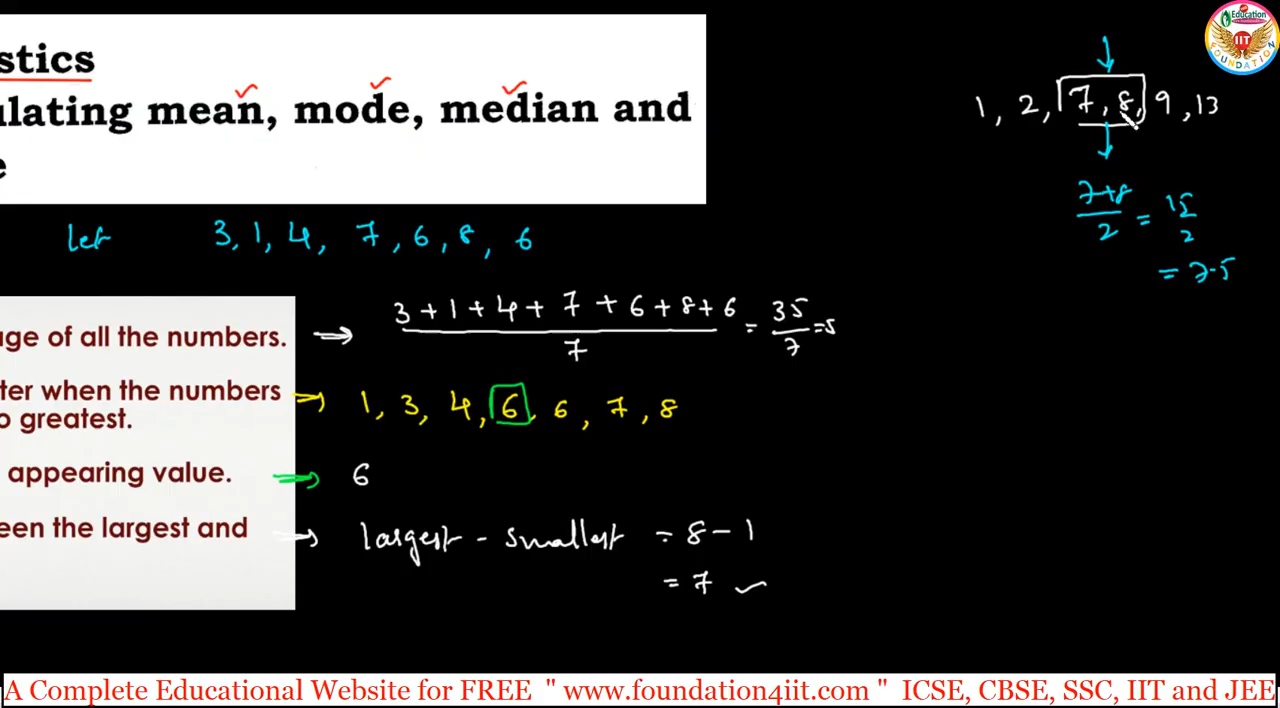 stics
ulating mean, mode, median and
e
1, 2, 7, 8, 9, 13
7+8/2 = 15/2
= 7.5
let 3, 1, 4, 7, 6, 8, 6
age of all the numbers. → 3+1+4+7+6+8+6/7 = 35/7 = 5
ter when the numbers → 1, 3, 4, 6, 6, 7, 8
o greatest.
appearing value. → 6
een the largest and → largest - smallest = 8 - 1
= 7 ✓
Education
IIT
FOUNDATION
A Complete Educational Website for FREE " www.foundation4iit.com " ICSE, CBSE, SSC, IIT and JEE